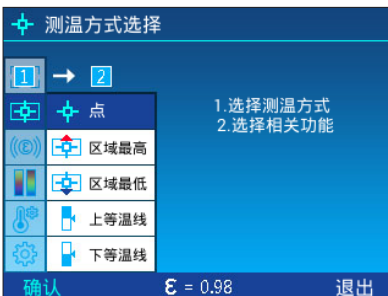 测温方式选择
1 → 2
点
区域最高
区域最低
上等温线
下等温线
1.选择测温方式
2.选择相关功能
确认 ε = 0.98 退出